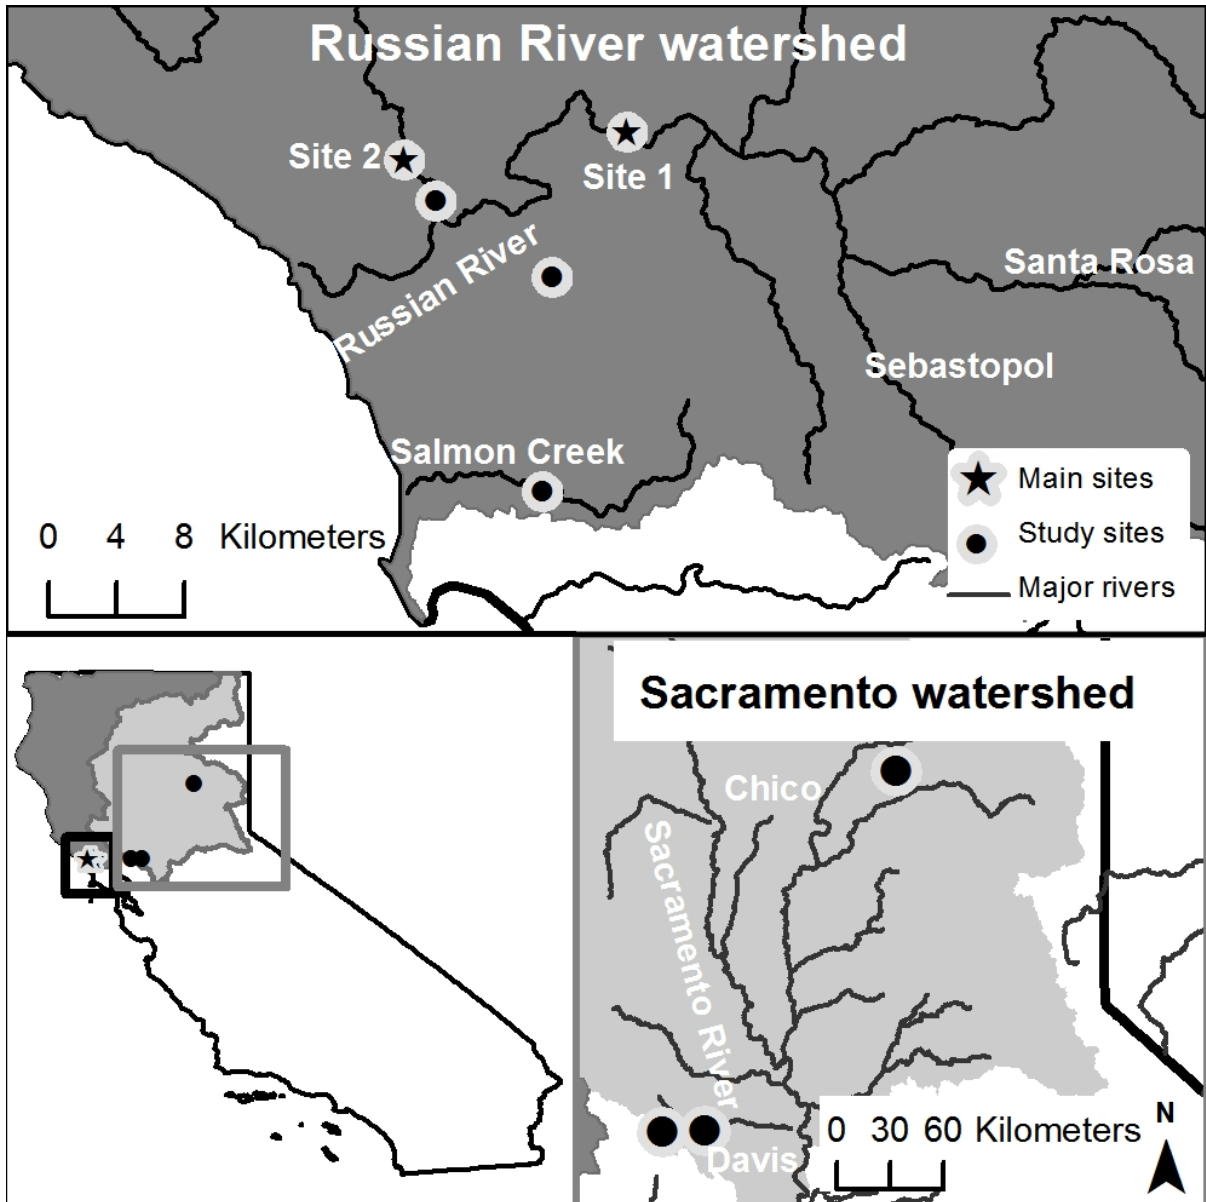 Russian River watershed
Site 2
Site 1
Russian River
Santa Rosa
Sebastopol
Salmon Creek
0 4 8 Kilometers
Main sites
Study sites
Major rivers
Sacramento watershed
Chico
Sacramento River
Davis
0 30 60 Kilometers
N